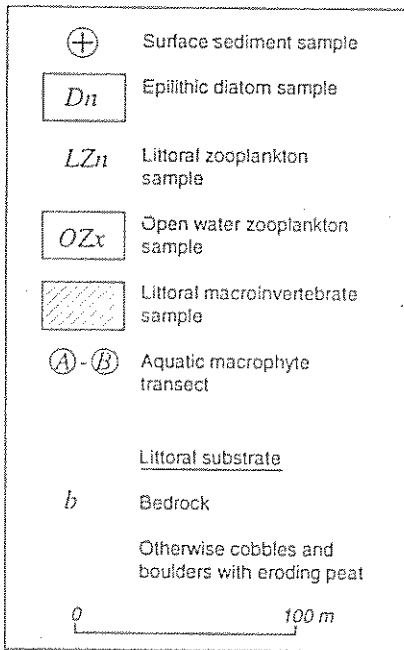 Surface sediment sample
Dn Epilithic diatom sample
LZn Littoral zooplankton
sample
OZx Open water zooplankton
sample
Littoral macroinvertebrate
sample
A - B Aquatic macrophyte
transect
Littoral substrate
b Bedrock
Otherwise cobbles and
boulders with eroding peat
0 100 m